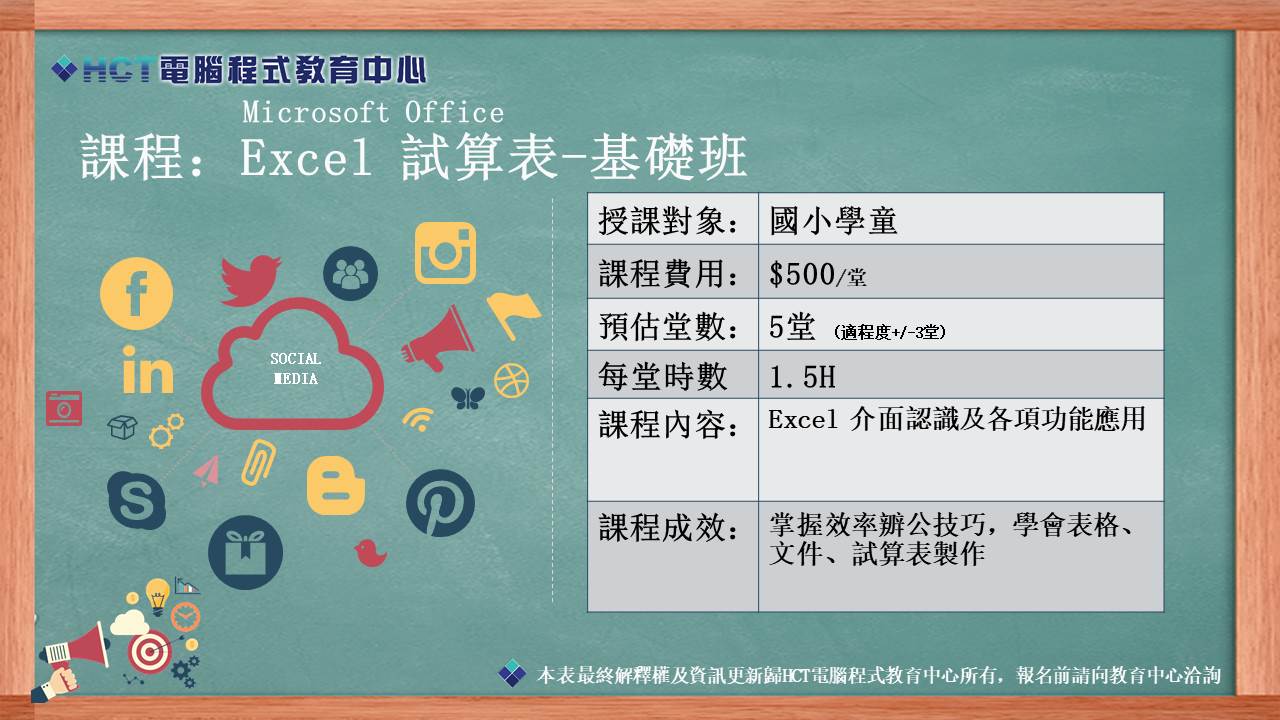 HCT電腦程式教育中心
Microsoft Office
課程：Excel 試算表-基礎班
授課對象： 國小學童
課程費用： $500/堂
預估堂數： 5堂 (適程度+/-3堂)
每堂時數 1.5H
課程內容： Excel 介面認識及各項功能應用
課程成效： 掌握效率辦公技巧，學會表格、
文件、試算表製作
SOCIAL
MEDIA
本表最終解釋權及資訊更新歸HCT電腦程式教育中心所有，報名前請向教育中心洽詢